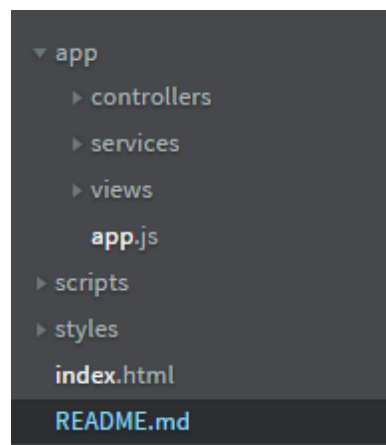 app
controllers
services
views
app.js
scripts
styles
index.html
README.md